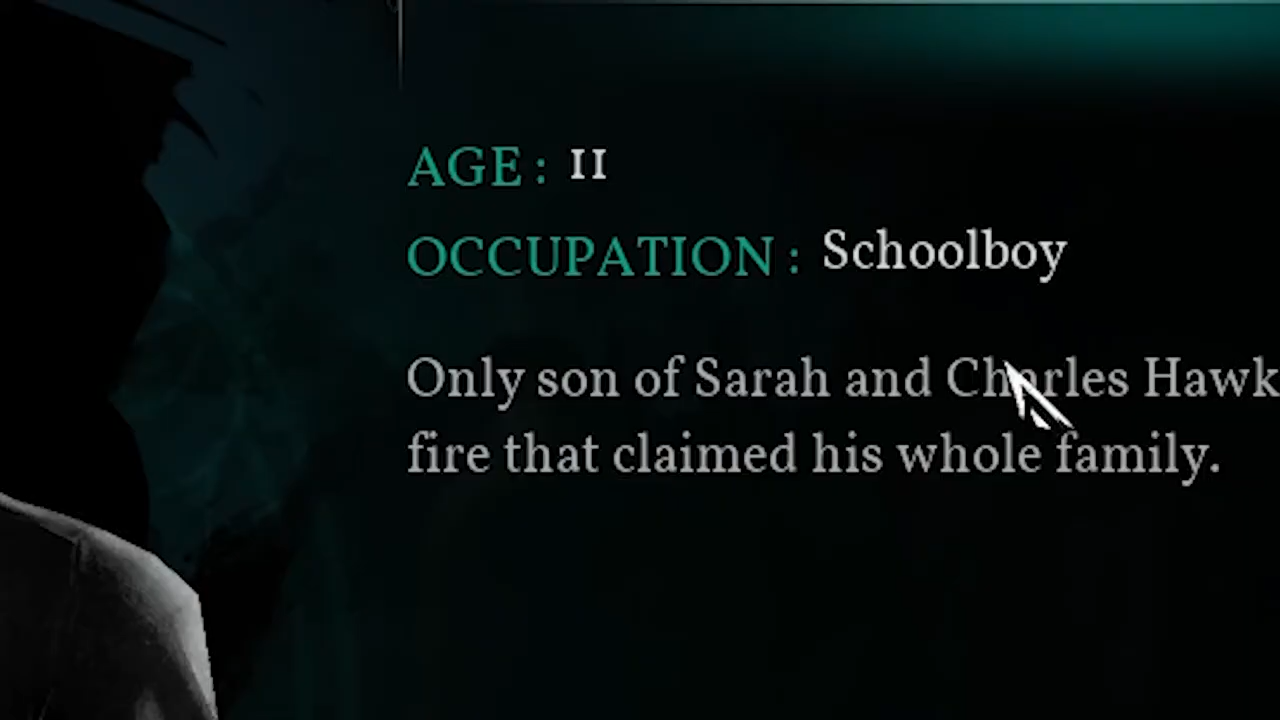 AGE: 11
OCCUPATION: Schoolboy
Only son of Sarah and Charles Hawk
fire that claimed his whole family.